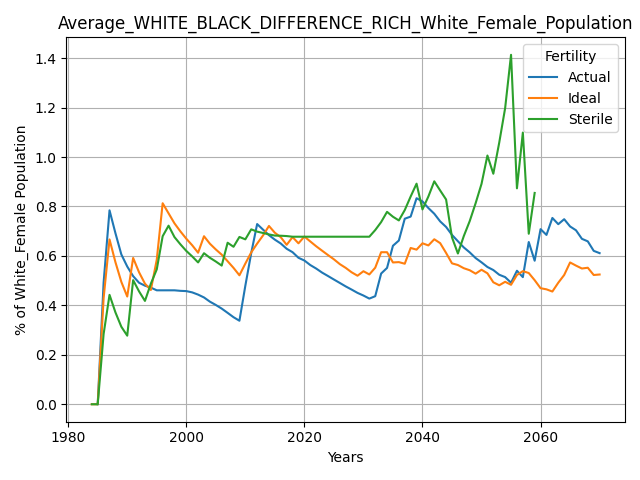 Average_WHITE_BLACK_DIFFERENCE_RICH_White_Female_Population
% of White_Female Population
1.4
1.2
1.0
0.8
0.6
0.4
0.2
0.0
Fertility
Actual
Ideal
Sterile
1980
2000
2020
2040
2060
Years